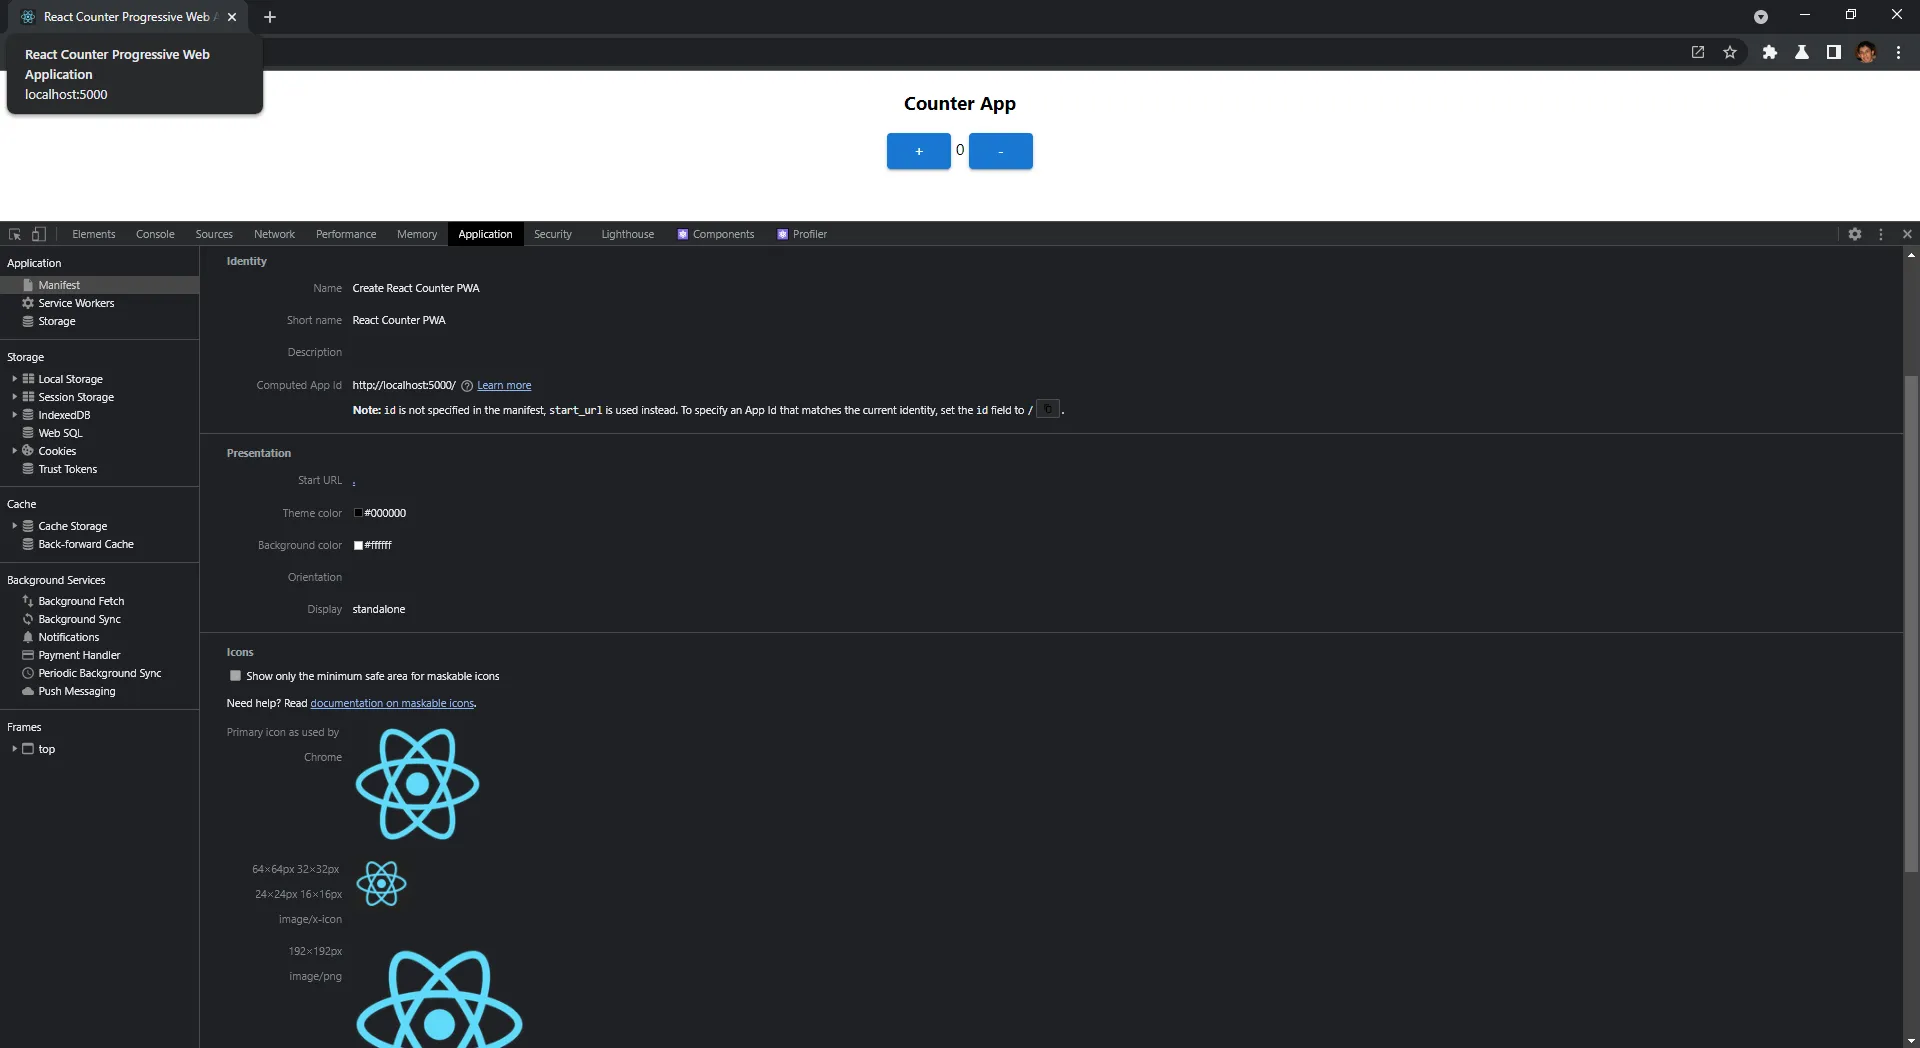 React Counter Progressive Web
React Counter Progressive Web
Application
localhost:5000
Counter App
+ 0 -
Elements Console Sources Network Performance Memory Application Security Lighthouse Components Profiler
Application
Manifest
Service Workers
Storage
Storage
Local Storage
Session Storage
IndexedDB
Web SQL
Cookies
Trust Tokens
Cache
Cache Storage
Back-forward Cache
Background Services
Background Fetch
Background Sync
Notifications
Payment Handler
Periodic Background Sync
Push Messaging
Frames
top
Identity
Name Create React Counter PWA
Short name React Counter PWA
Description
Computed App Id http://localhost:5000/ ? Learn more
Note: id is not specified in the manifest, start_url is used instead. To specify an App Id that matches the current identity, set the id field to / .
Presentation
Start URL .
Theme color #000000
Background color #ffffff
Orientation
Display standalone
Icons
Show only the minimum safe area for maskable icons
Need help? Read documentation on maskable icons.
Primary icon as used by
Chrome
64×64px 32×32px
24×24px 16×16px
image/x-icon
192×192px
image/png